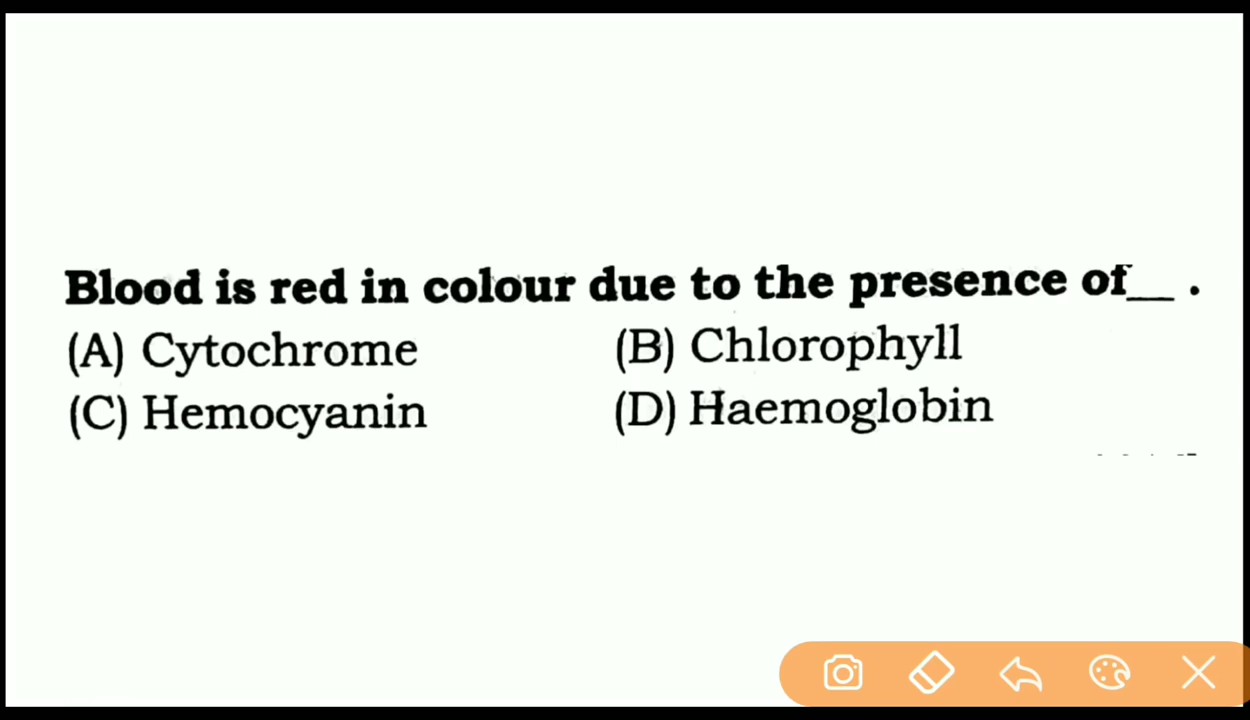 Blood is red in colour due to the presence of__ .
(A) Cytochrome (B) Chlorophyll
(C) Hemocyanin (D) Haemoglobin